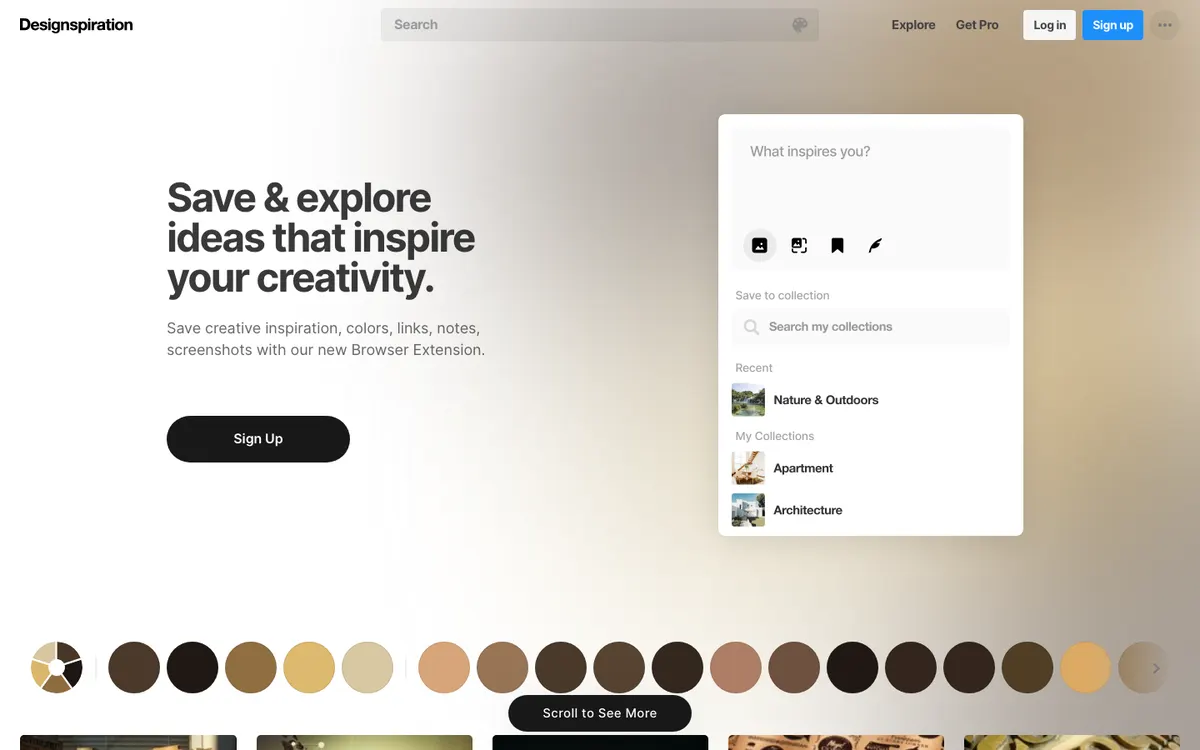 Designspiration
Search
Explore
Get Pro
Log in
Sign up
Save & explore
ideas that inspire
your creativity.
Save creative inspiration, colors, links, notes,
screenshots with our new Browser Extension.
Sign Up
What inspires you?
Save to collection
Search my collections
Recent
Nature & Outdoors
My Collections
Apartment
Architecture
Scroll to See More